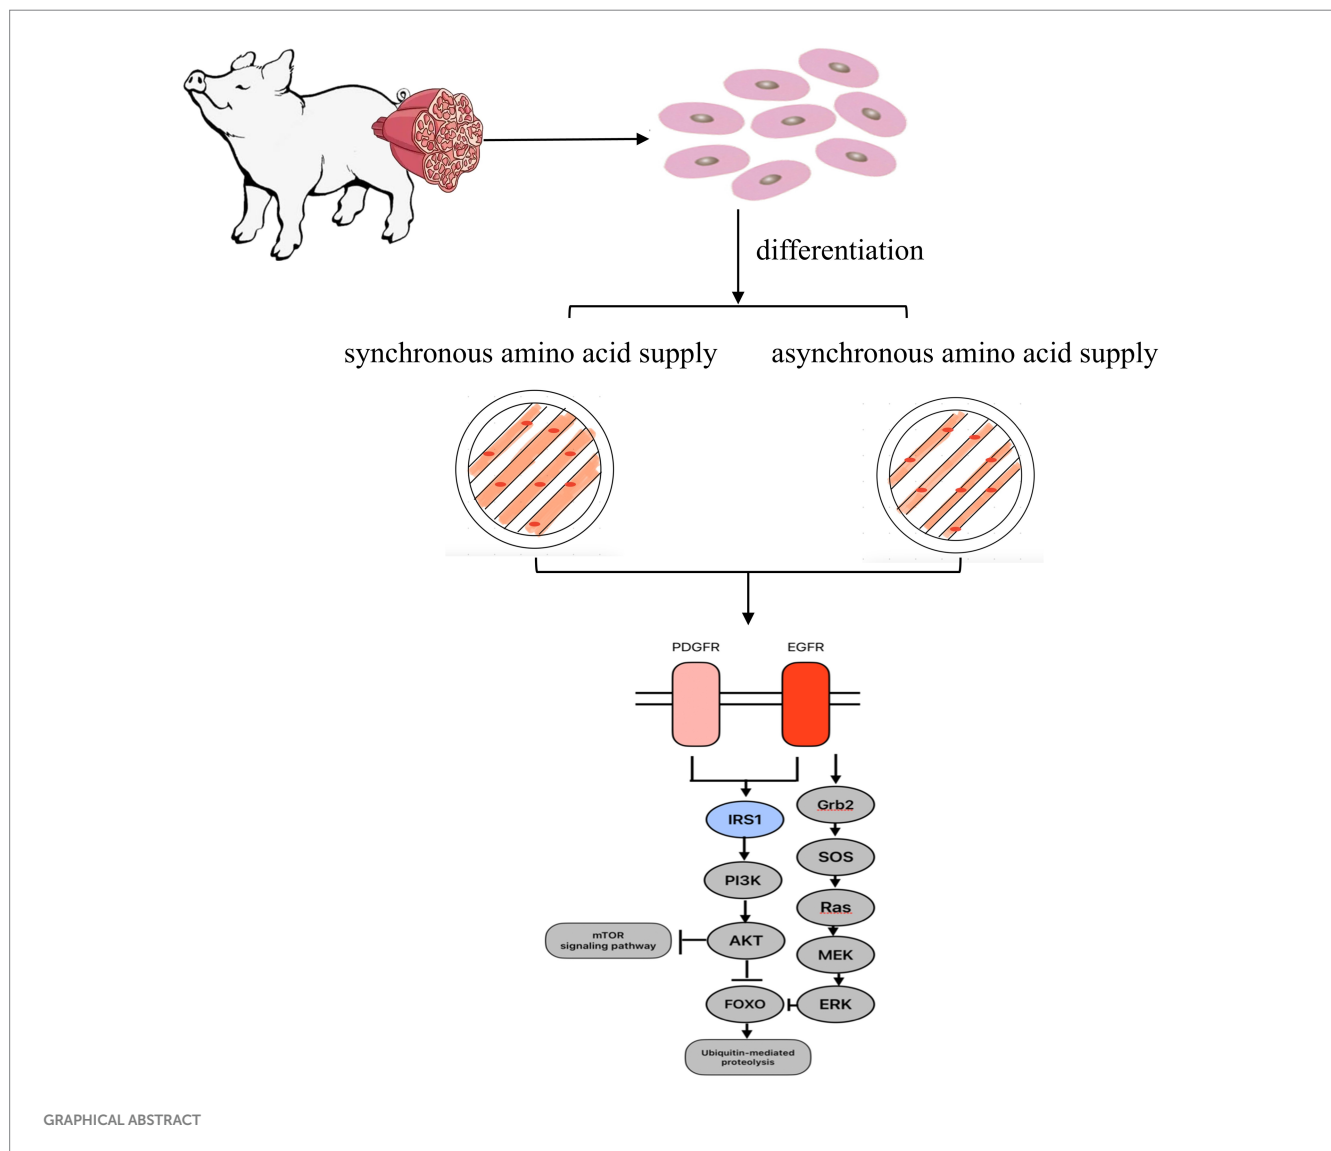 differentiation
synchronous amino acid supply
asynchronous amino acid supply
PDGFR
EGFR
IRS1
Grb2
SOS
PI3K
Ras
mTOR
signaling pathway
AKT
MEK
FOXO
ERK
Ubiquitin-mediated
proteolysis
GRAPHICAL ABSTRACT